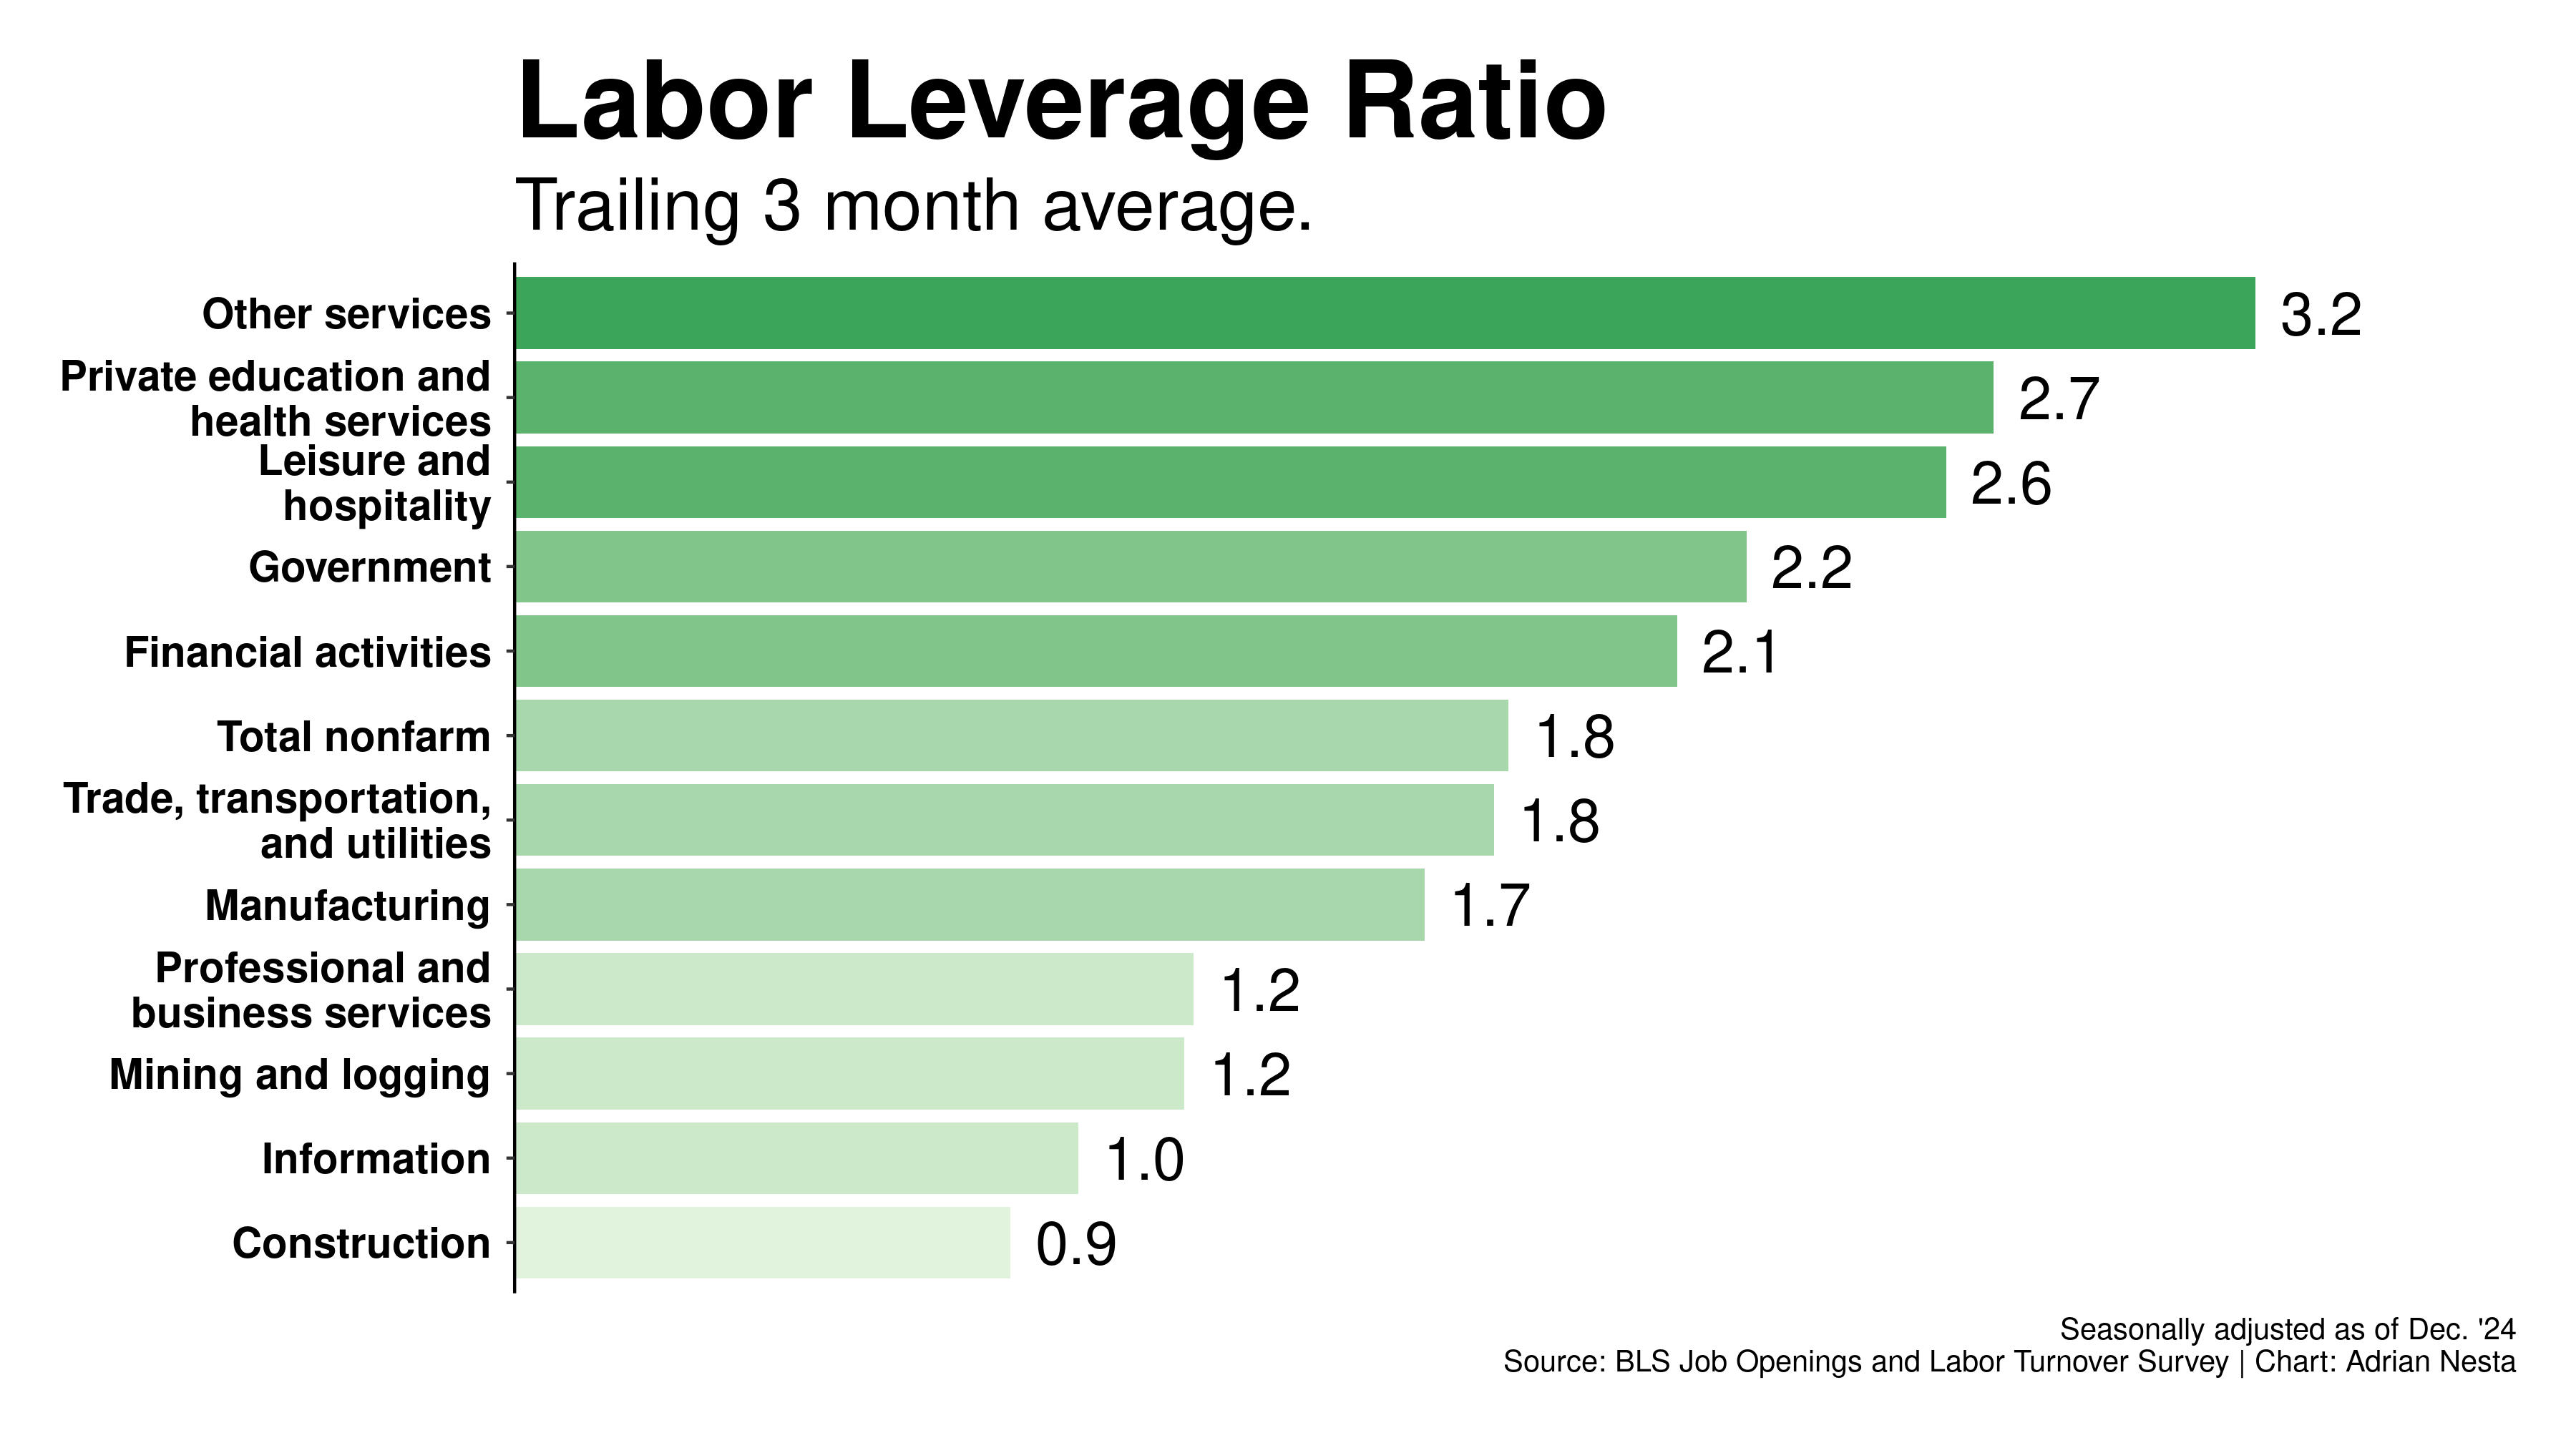 Labor Leverage Ratio
Trailing 3 month average.
Other services
3.2
Private education and
health services
2.7
Leisure and
hospitality
2.6
Government
2.2
Financial activities
2.1
Total nonfarm
1.8
Trade, transportation,
and utilities
1.8
Manufacturing
1.7
Professional and
business services
1.2
Mining and logging
1.2
Information
1.0
Construction
0.9
Seasonally adjusted as of Dec. '24
Source: BLS Job Openings and Labor Turnover Survey | Chart: Adrian Nesta